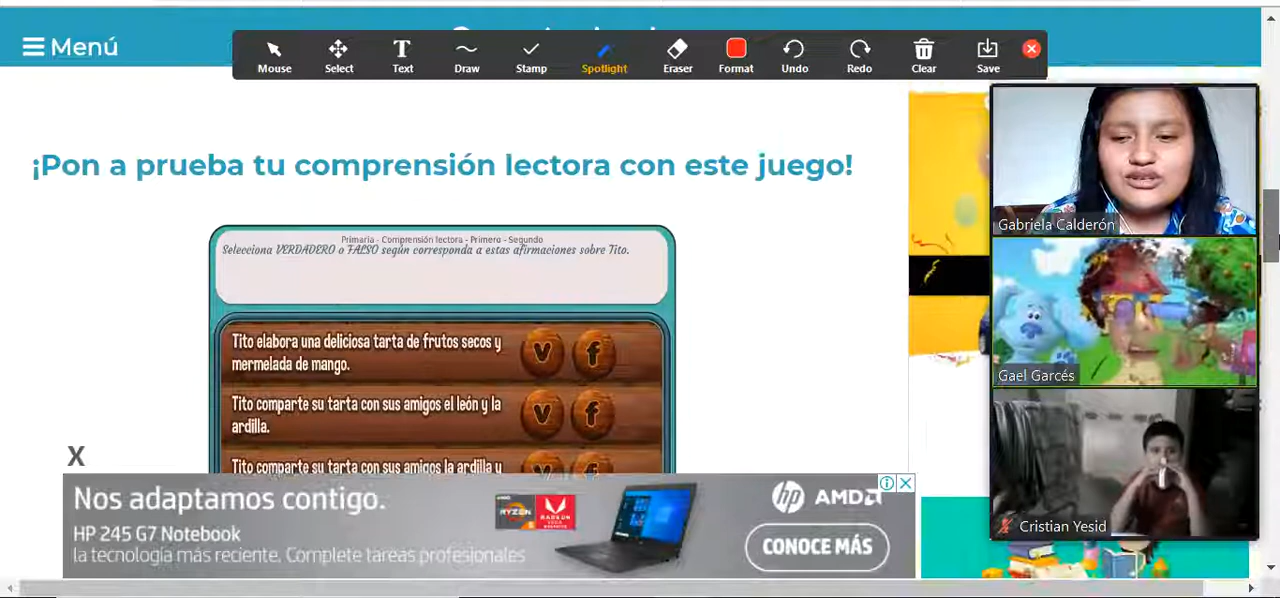 Menú
Mouse
Select
Text
Draw
Stamp
Spotlight
Eraser
Format
Undo
Redo
Clear
Save
¡Pon a prueba tu comprensión lectora con este juego!
Primaria - Comprensión lectora - Primero - Segundo
Selecciona VERDADERO o FALSO según corresponda a estas afirmaciones sobre Tito.
Tito elabora una deliciosa tarta de frutos secos y
mermelada de mango.
V f
Tito comparte su tarta con sus amigos el león y la
ardilla.
V f
Tito comparte su tarta con sus amigos la ardilla y
X
Nos adaptamos contigo.
HP 245 G7 Notebook
la tecnología más reciente. Complete tareas profesionales
RYZEN
RADEON
hp AMD
CONOCE MÁS
Gabriela Calderón
Gael Garcés
Cristian Yesid